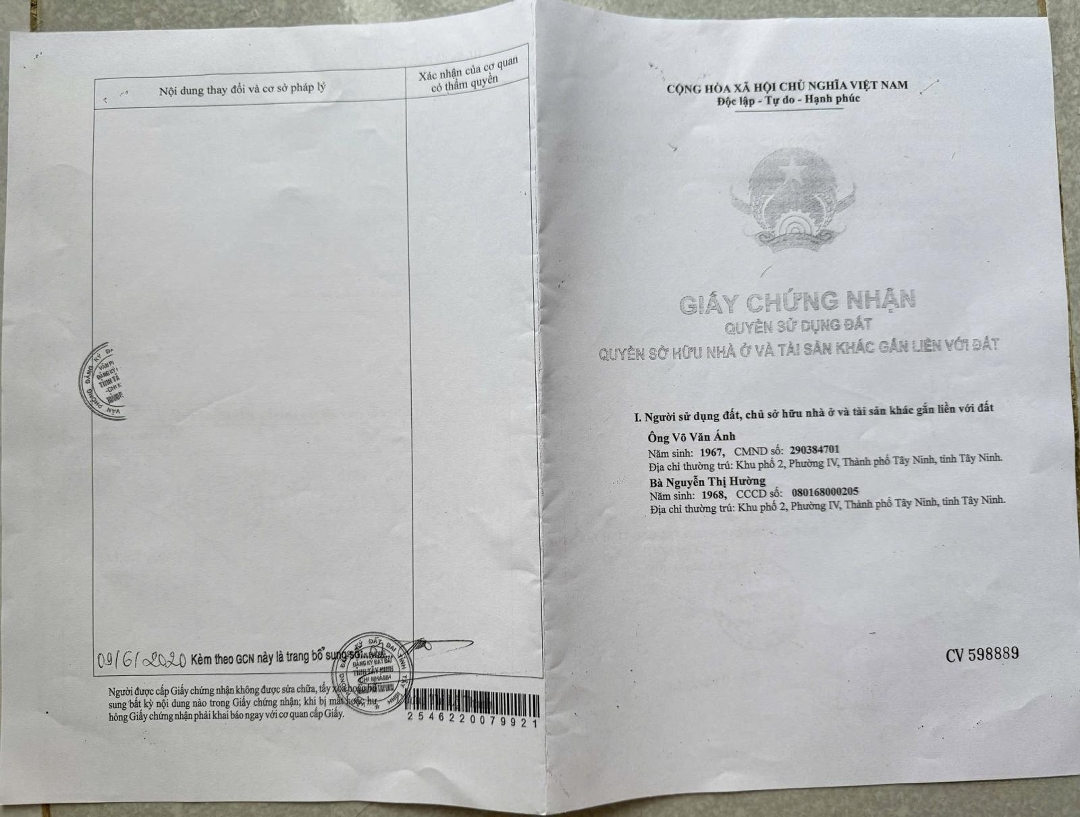 Nội dung thay đổi và cơ sở pháp lý
Xác nhận của cơ quan
có thẩm quyền
09/6/2020 Kèm theo GCN này là trang bổ sung số
Người được cấp Giấy chứng nhận không được sửa chữa, tẩy xóa hoặc bổ
sung bất kỳ nội dung nào trong Giấy chứng nhận; khi bị mất hoặc hư
hỏng Giấy chứng nhận phải khai báo ngay với cơ quan cấp Giấy.
2546220079921
CỘNG HÒA XÃ HỘI CHỦ NGHĨA VIỆT NAM
Độc lập - Tự do - Hạnh phúc
GIẤY CHỨNG NHẬN
QUYỀN SỬ DỤNG ĐẤT
QUYỀN SỞ HỮU NHÀ Ở VÀ TÀI SẢN KHÁC GẮN LIỀN VỚI ĐẤT
I. Người sử dụng đất, chủ sở hữu nhà ở và tài sản khác gắn liền với đất
Ông Võ Văn Ánh
Năm sinh: 1967, CMND số: 290384701
Địa chỉ thường trú: Khu phố 2, Phường IV, Thành phố Tây Ninh, tỉnh Tây Ninh.
Bà Nguyễn Thị Hường
Năm sinh: 1968, CCCD số: 080168000205
Địa chỉ thường trú: Khu phố 2, Phường IV, Thành phố Tây Ninh, tỉnh Tây Ninh.
CV 598889